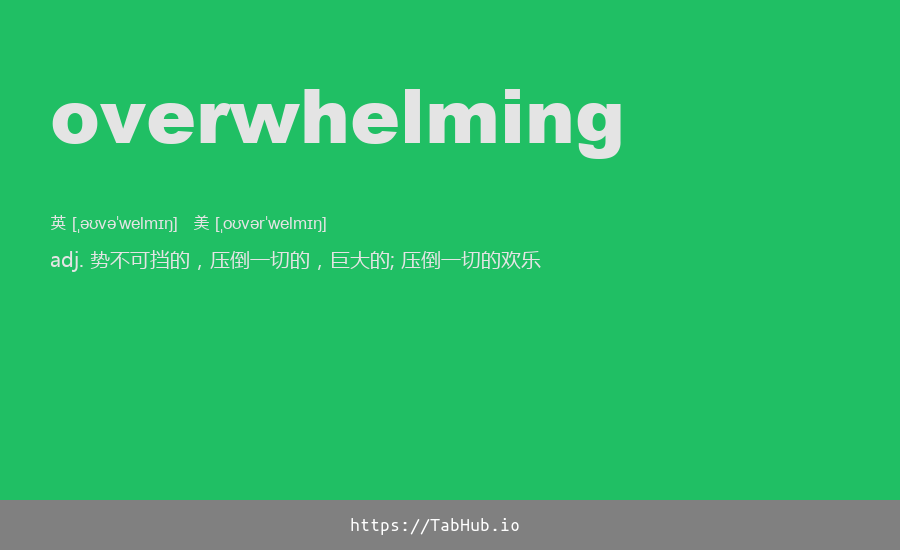 overwhelming
英 [ˌəʊvəˈwelmɪŋ] 美 [ˌoʊvərˈwelmɪŋ]
adj. 势不可挡的，压倒一切的，巨大的; 压倒一切的欢乐
https://TabHub.io